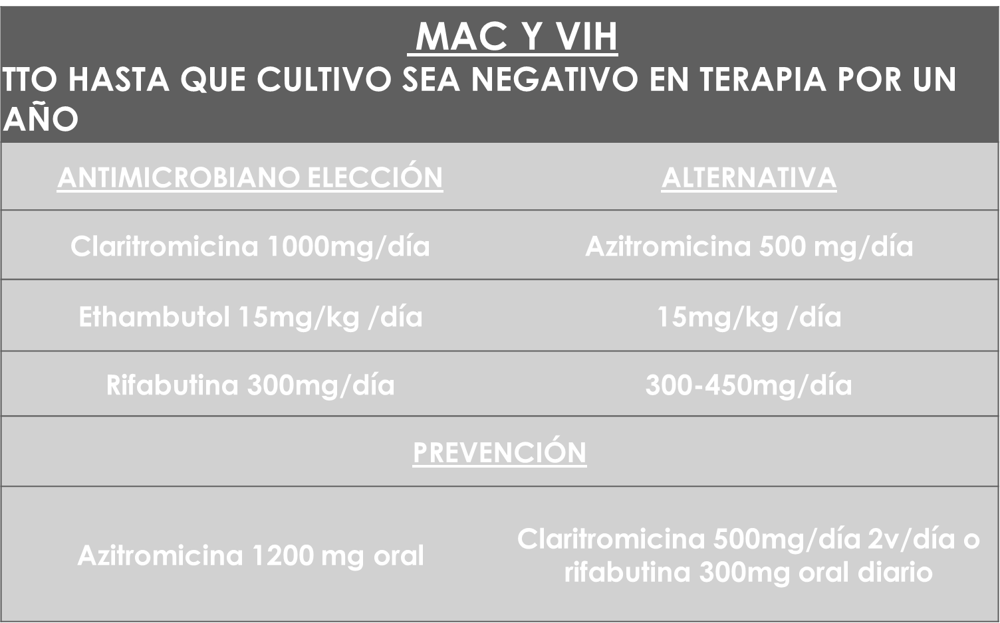 MAC Y VIH
TTO HASTA QUE CULTIVO SEA NEGATIVO EN TERAPIA POR UN
AÑO
ANTIMICROBIANO ELECCIÓN
ALTERNATIVA
Claritromicina 1000mg/día
Azitromicina 500 mg/día
Ethambutol 15mg/kg /día
15mg/kg /día
Rifabutina 300mg/día
300-450mg/día
PREVENCIÓN
Azitromicina 1200 mg oral
Claritromicina 500mg/día 2v/día o
rifabutina 300mg oral diario